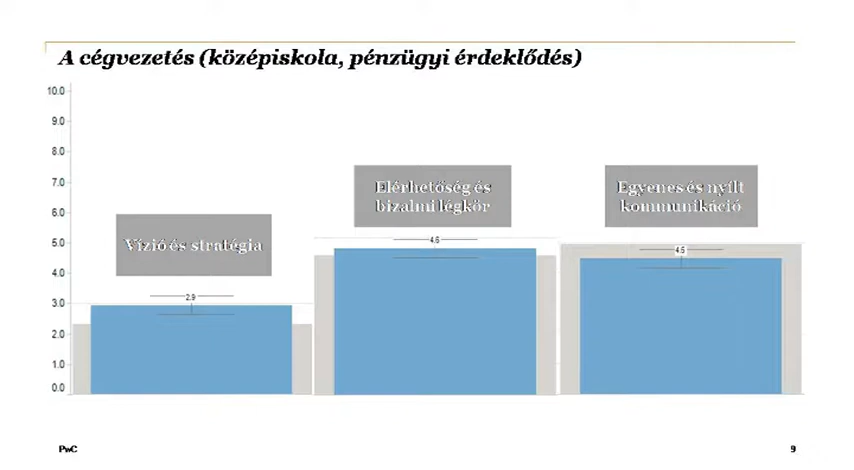 A cégvezetés (középiskola, pénzügyi érdeklődés)
10.0
9.0
8.0
7.0
6.0
5.0
4.0
3.0
2.0
1.0
0.0
Vízió és stratégia
2.9
Elérhetőség és
bizalmi légkör
4.6
Egyenes és nyílt
kommunikáció
4.5
PwC
9